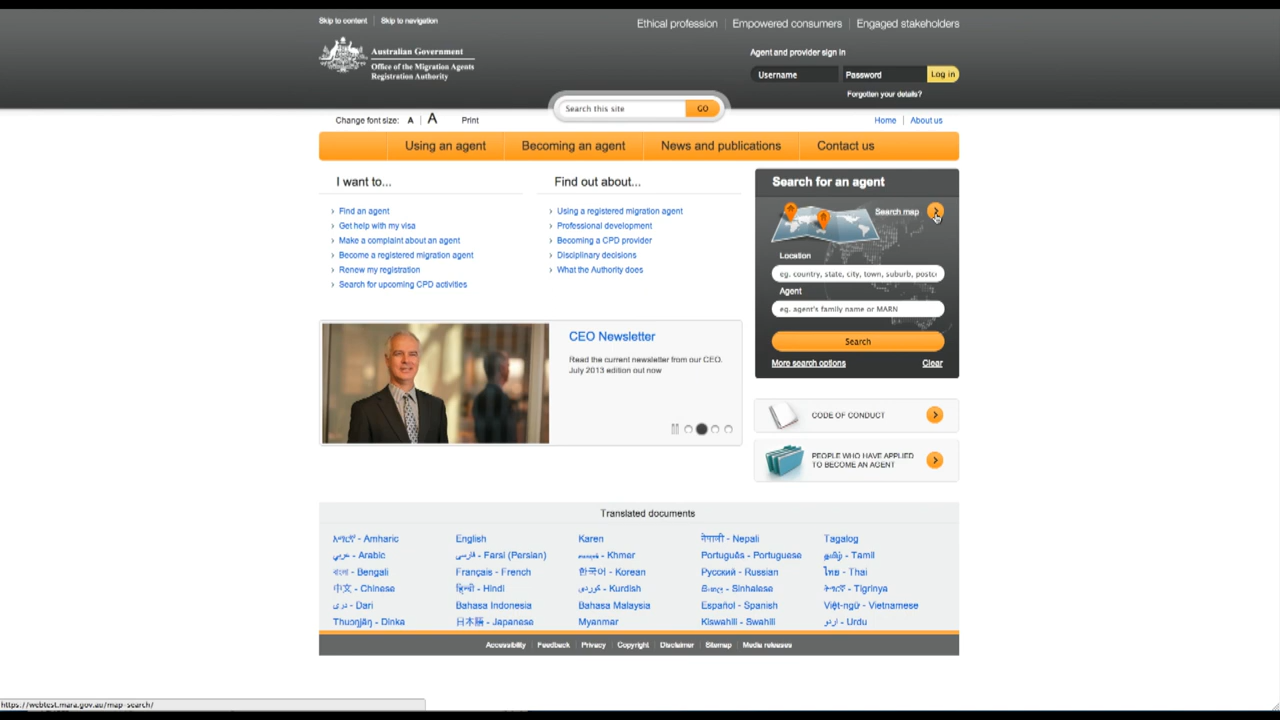 Skip to content | Skip to navigation
Ethical profession | Empowered consumers | Engaged stakeholders
Australian Government
Office of the Migration Agents
Registration Authority
Agent and provider sign in
Username Password Log in
Forgotten your details?
Search this site GO
Change font size: A | A Print
Home | About us
Using an agent Becoming an agent News and publications Contact us
I want to...
› Find an agent
› Get help with my visa
› Make a complaint about an agent
› Become a registered migration agent
› Renew my registration
› Search for upcoming CPD activities
Find out about...
› Using a registered migration agent
› Professional development
› Becoming a CPD provider
› Disciplinary decisions
› What the Authority does
Search for an agent
Search map
Location
eg. country, state, city, town, suburb, postc
Agent
eg. agent's family name or MARN
Search
More search options Clear
CEO Newsletter
Read the current newsletter from our CEO.
July 2013 edition out now
CODE OF CONDUCT
PEOPLE WHO HAVE APPLIED
TO BECOME AN AGENT
Translated documents
አማርኛ - Amharic English Karen नेपाली - Nepali Tagalog
عربي - Arabic فارسی - Farsi (Persian) - Khmer Português - Portuguese தமிழ் - Tamil
বাংলা - Bengali Français - French 한국어 - Korean Русский - Russian ไทย - Thai
中文 - Chinese हिन्दी - Hindi کوردی - Kurdish සිංහල - Sinhalese ትግርኛ - Tigrinya
دری - Dari Bahasa Indonesia Bahasa Malaysia Español - Spanish Việt-ngữ - Vietnamese
Thuɔŋjäŋ - Dinka 日本語 - Japanese Myanmar Kiswahili - Swahili اردو - Urdu
Accessibility | Feedback | Privacy | Copyright | Disclaimer | Sitemap | Media releases
https://webtest.mara.gov.au/map-search/